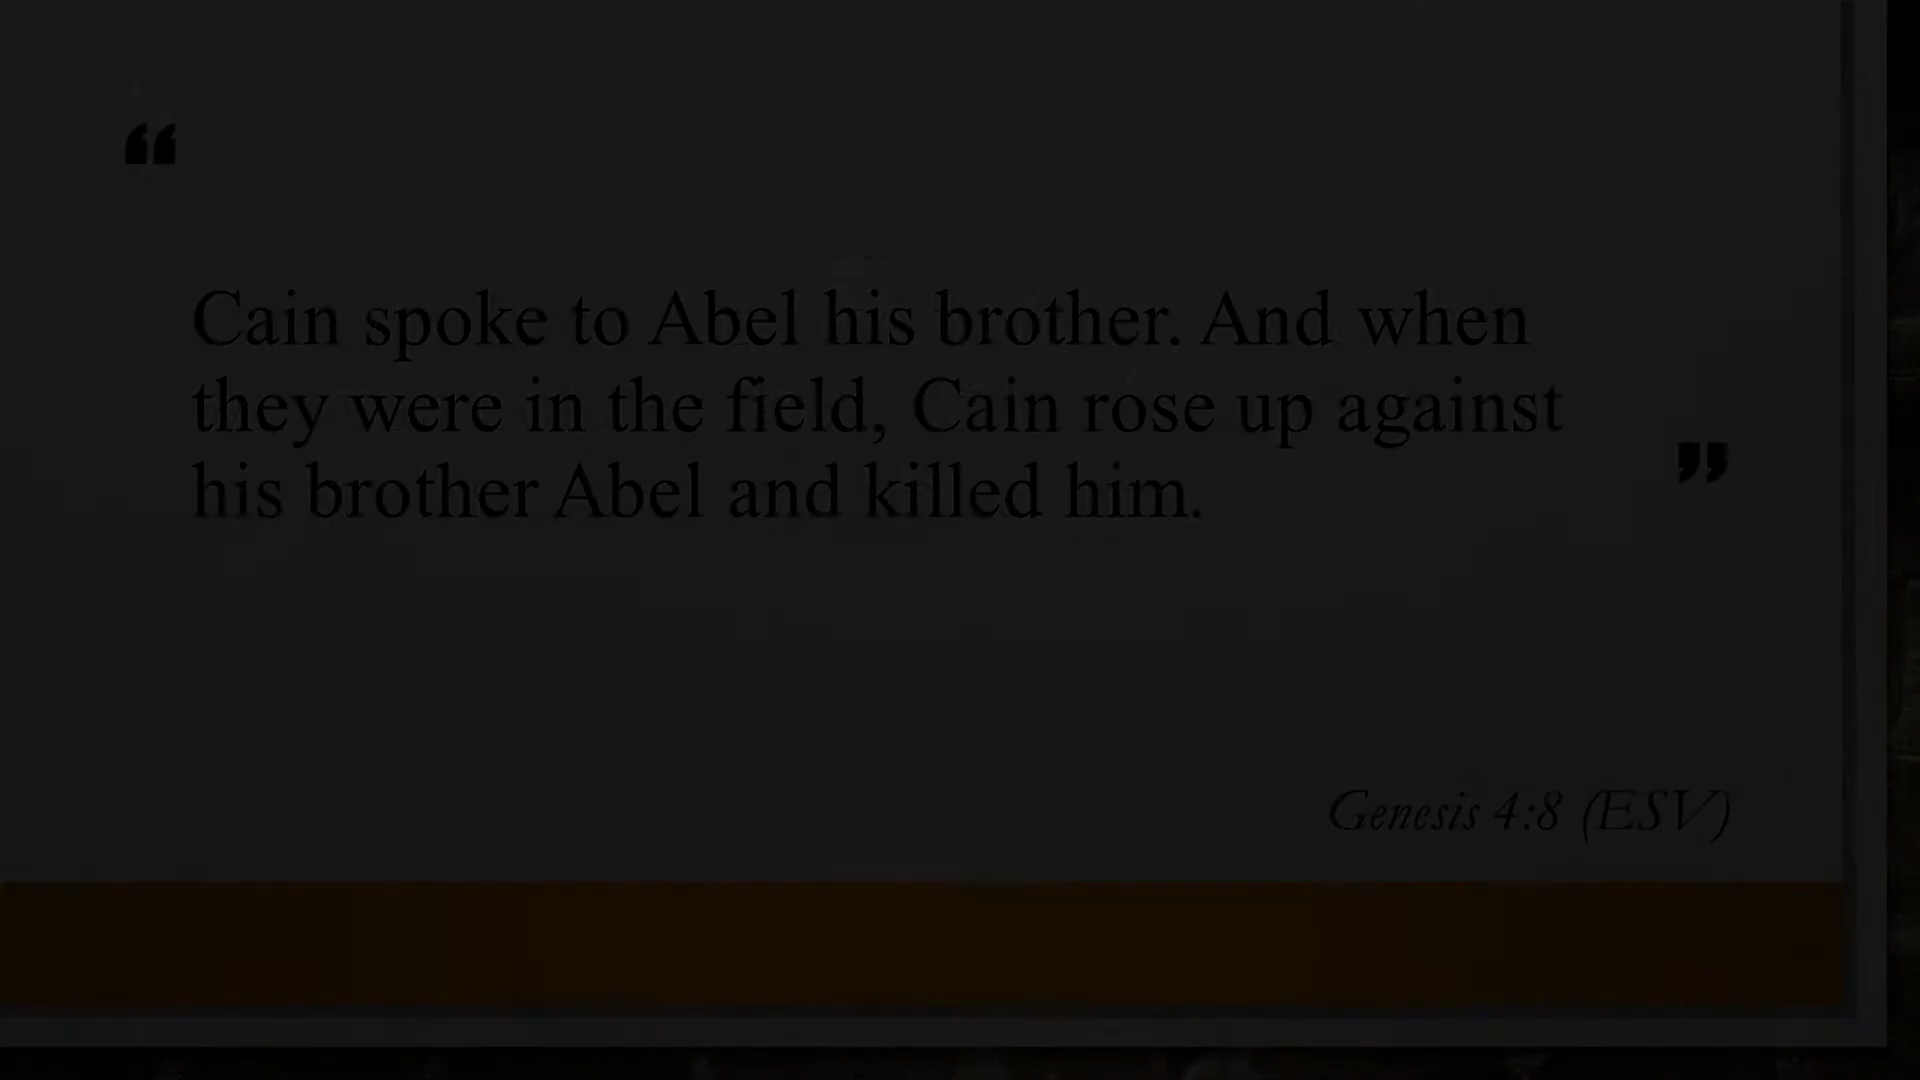 “
Cain spoke to Abel his brother. And when
they were in the field, Cain rose up against
his brother Abel and killed him.
”
Genesis 4:8 (ESV)